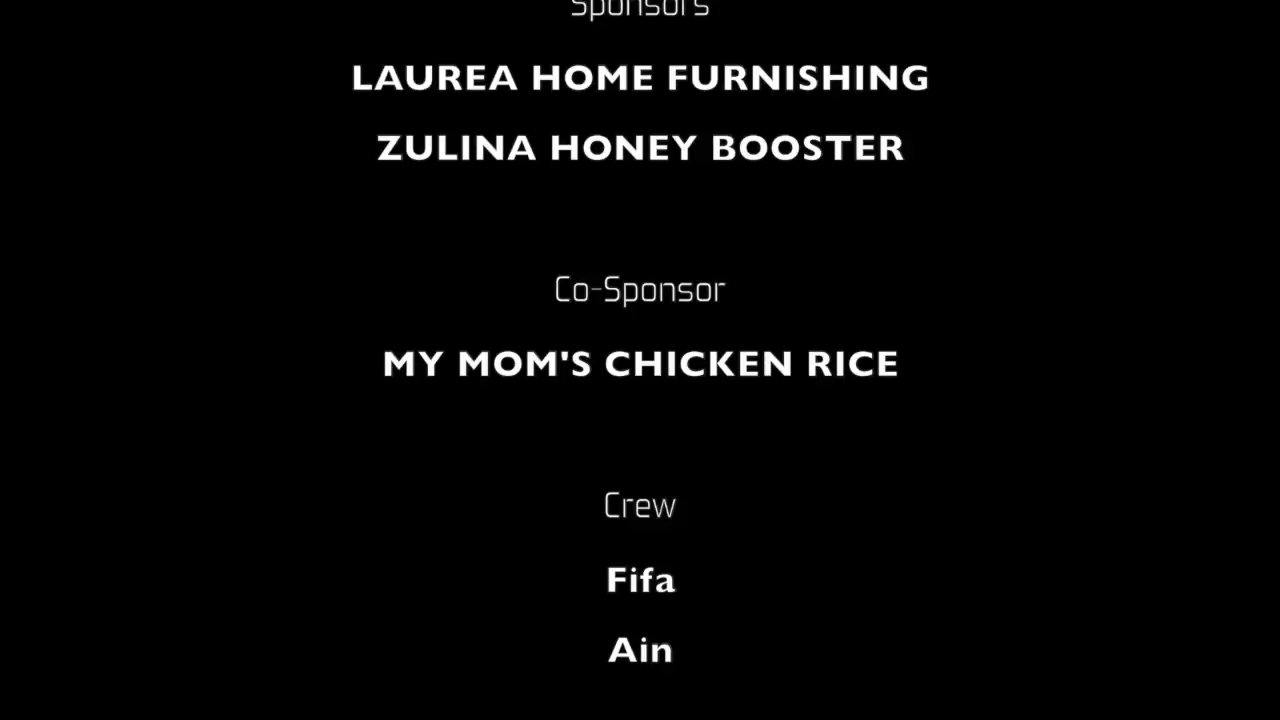 Sponsors
LAUREA HOME FURNISHING
ZULINA HONEY BOOSTER
Co-Sponsor
MY MOM'S CHICKEN RICE
Crew
Fifa
Ain